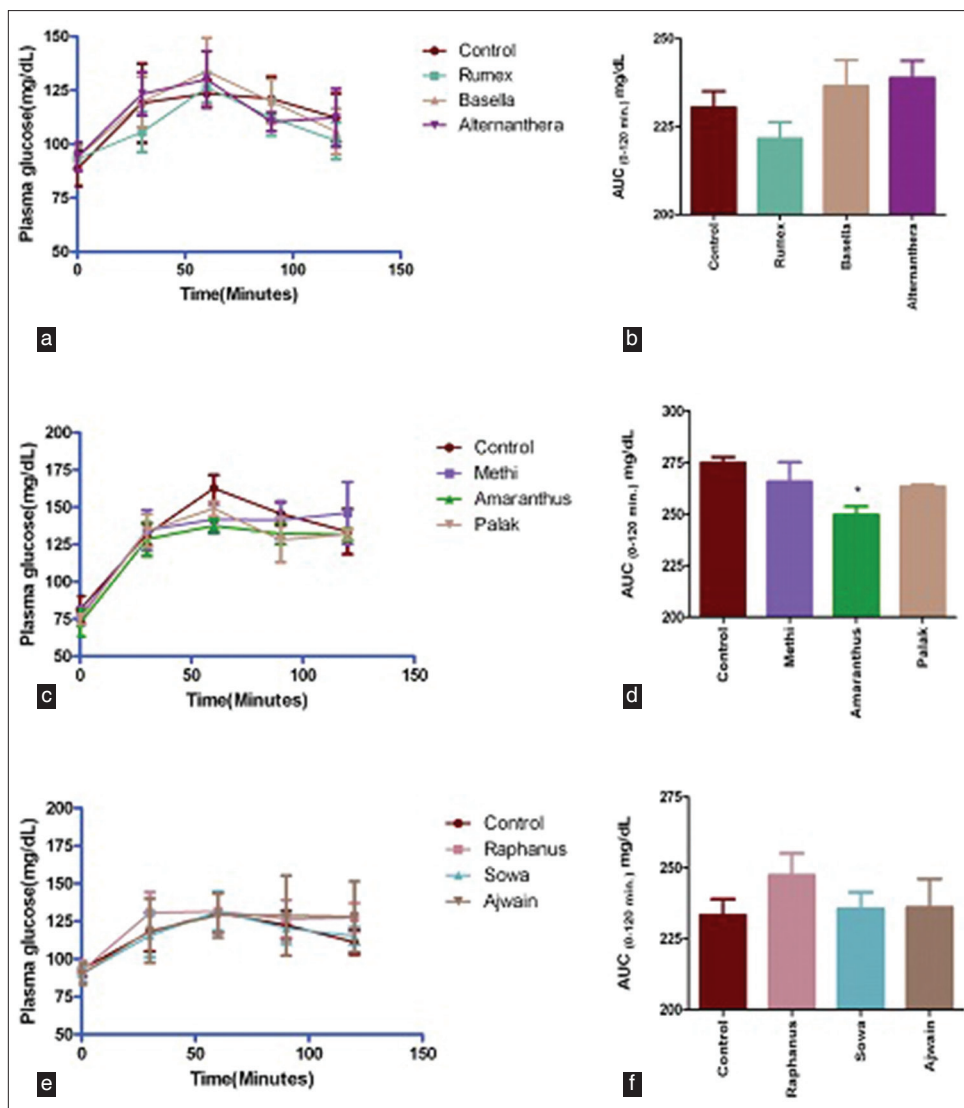 150
125
100
75
50
Plasma glucose(mg/dL)
0
50
100
150
Time(Minutes)
Control
Rumex
Basella
Alternanthera
a
250
225
200
AUC (0-120 min.) mg/dL
Control
Rumex
Basella
Alternanthera
b
200
175
150
125
100
75
50
Plasma glucose(mg/dL)
0
50
100
150
Time(Minutes)
Control
Methi
Amaranthus
Palak
c
300
275
250
225
200
AUC (0-120 min.) mg/dL
*
Control
Methi
Amaranthus
Palak
d
200
175
150
125
100
75
50
Plasma glucose(mg/dL)
0
50
100
150
Time(Minutes)
Control
Raphanus
Sowa
Ajwain
e
275
250
225
200
AUC (0-120 min.) mg/dL
Control
Raphanus
Sowa
Ajwain
f